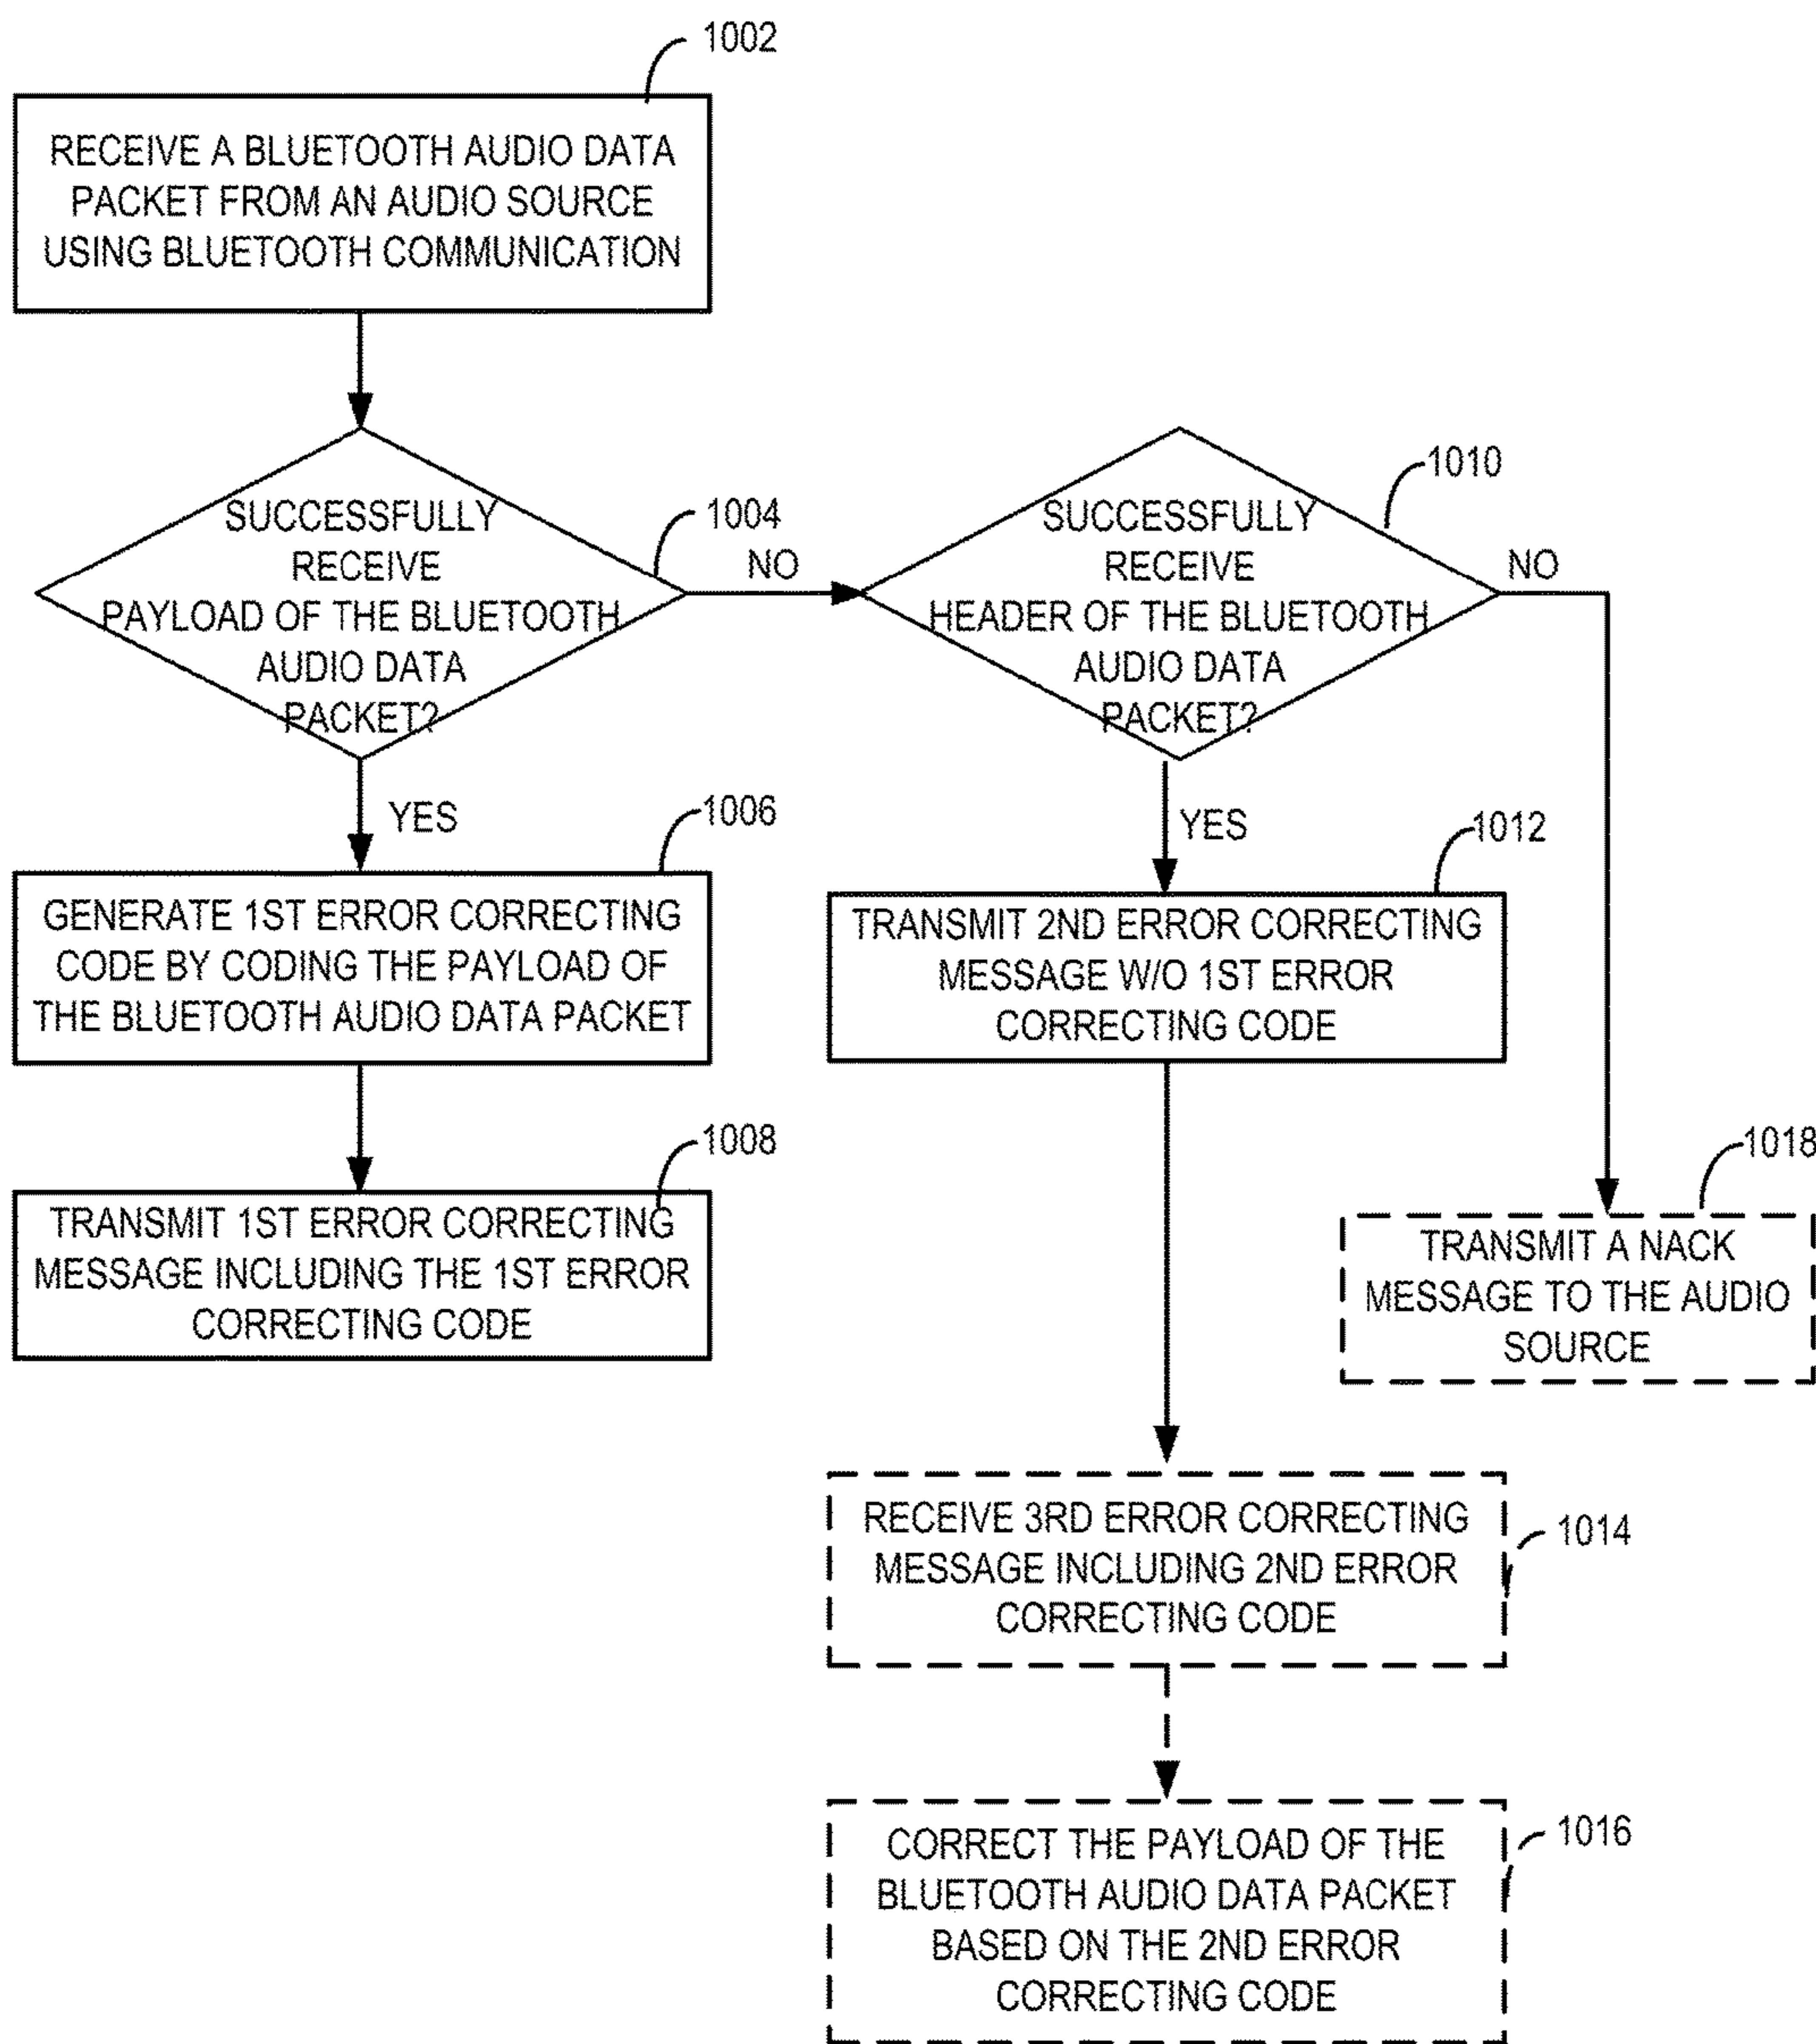 1002
RECEIVE A BLUETOOTH AUDIO DATA
PACKET FROM AN AUDIO SOURCE
USING BLUETOOTH COMMUNICATION
1004
SUCCESSFULLY
RECEIVE
PAYLOAD OF THE BLUETOOTH
AUDIO DATA
PACKET?
NO
1010
SUCCESSFULLY
RECEIVE
HEADER OF THE BLUETOOTH
AUDIO DATA
PACKET?
NO
YES
1006
GENERATE 1ST ERROR CORRECTING
CODE BY CODING THE PAYLOAD OF
THE BLUETOOTH AUDIO DATA PACKET
YES
1012
TRANSMIT 2ND ERROR CORRECTING
MESSAGE W/O 1ST ERROR
CORRECTING CODE
1008
TRANSMIT 1ST ERROR CORRECTING
MESSAGE INCLUDING THE 1ST ERROR
CORRECTING CODE
1018
TRANSMIT A NACK
MESSAGE TO THE AUDIO
SOURCE
RECEIVE 3RD ERROR CORRECTING
MESSAGE INCLUDING 2ND ERROR
CORRECTING CODE
1014
CORRECT THE PAYLOAD OF THE
BLUETOOTH AUDIO DATA PACKET
BASED ON THE 2ND ERROR
CORRECTING CODE
1016